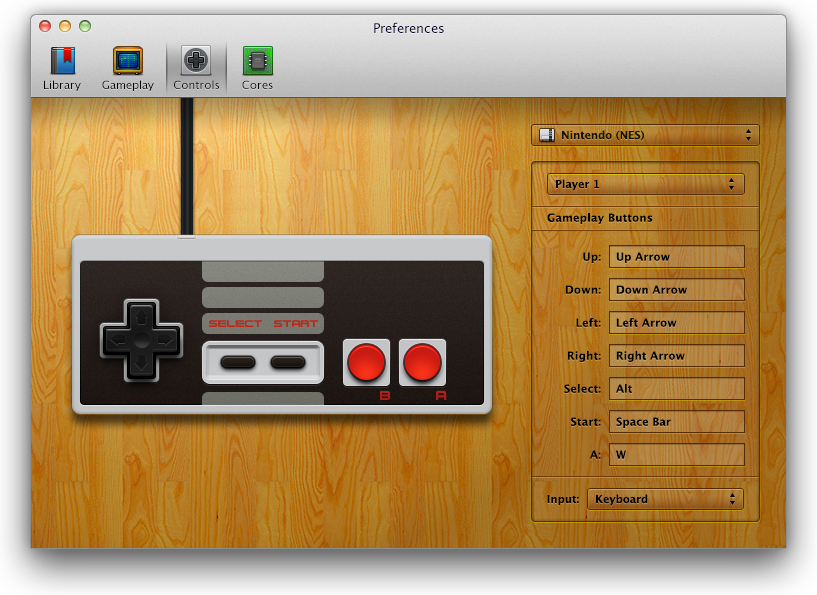 Preferences
Library Gameplay Controls Cores
Nintendo (NES)
Player 1
Gameplay Buttons
Up: Up Arrow
Down: Down Arrow
Left: Left Arrow
Right: Right Arrow
Select: Alt
Start: Space Bar
A: W
Input: Keyboard
SELECT START
B A